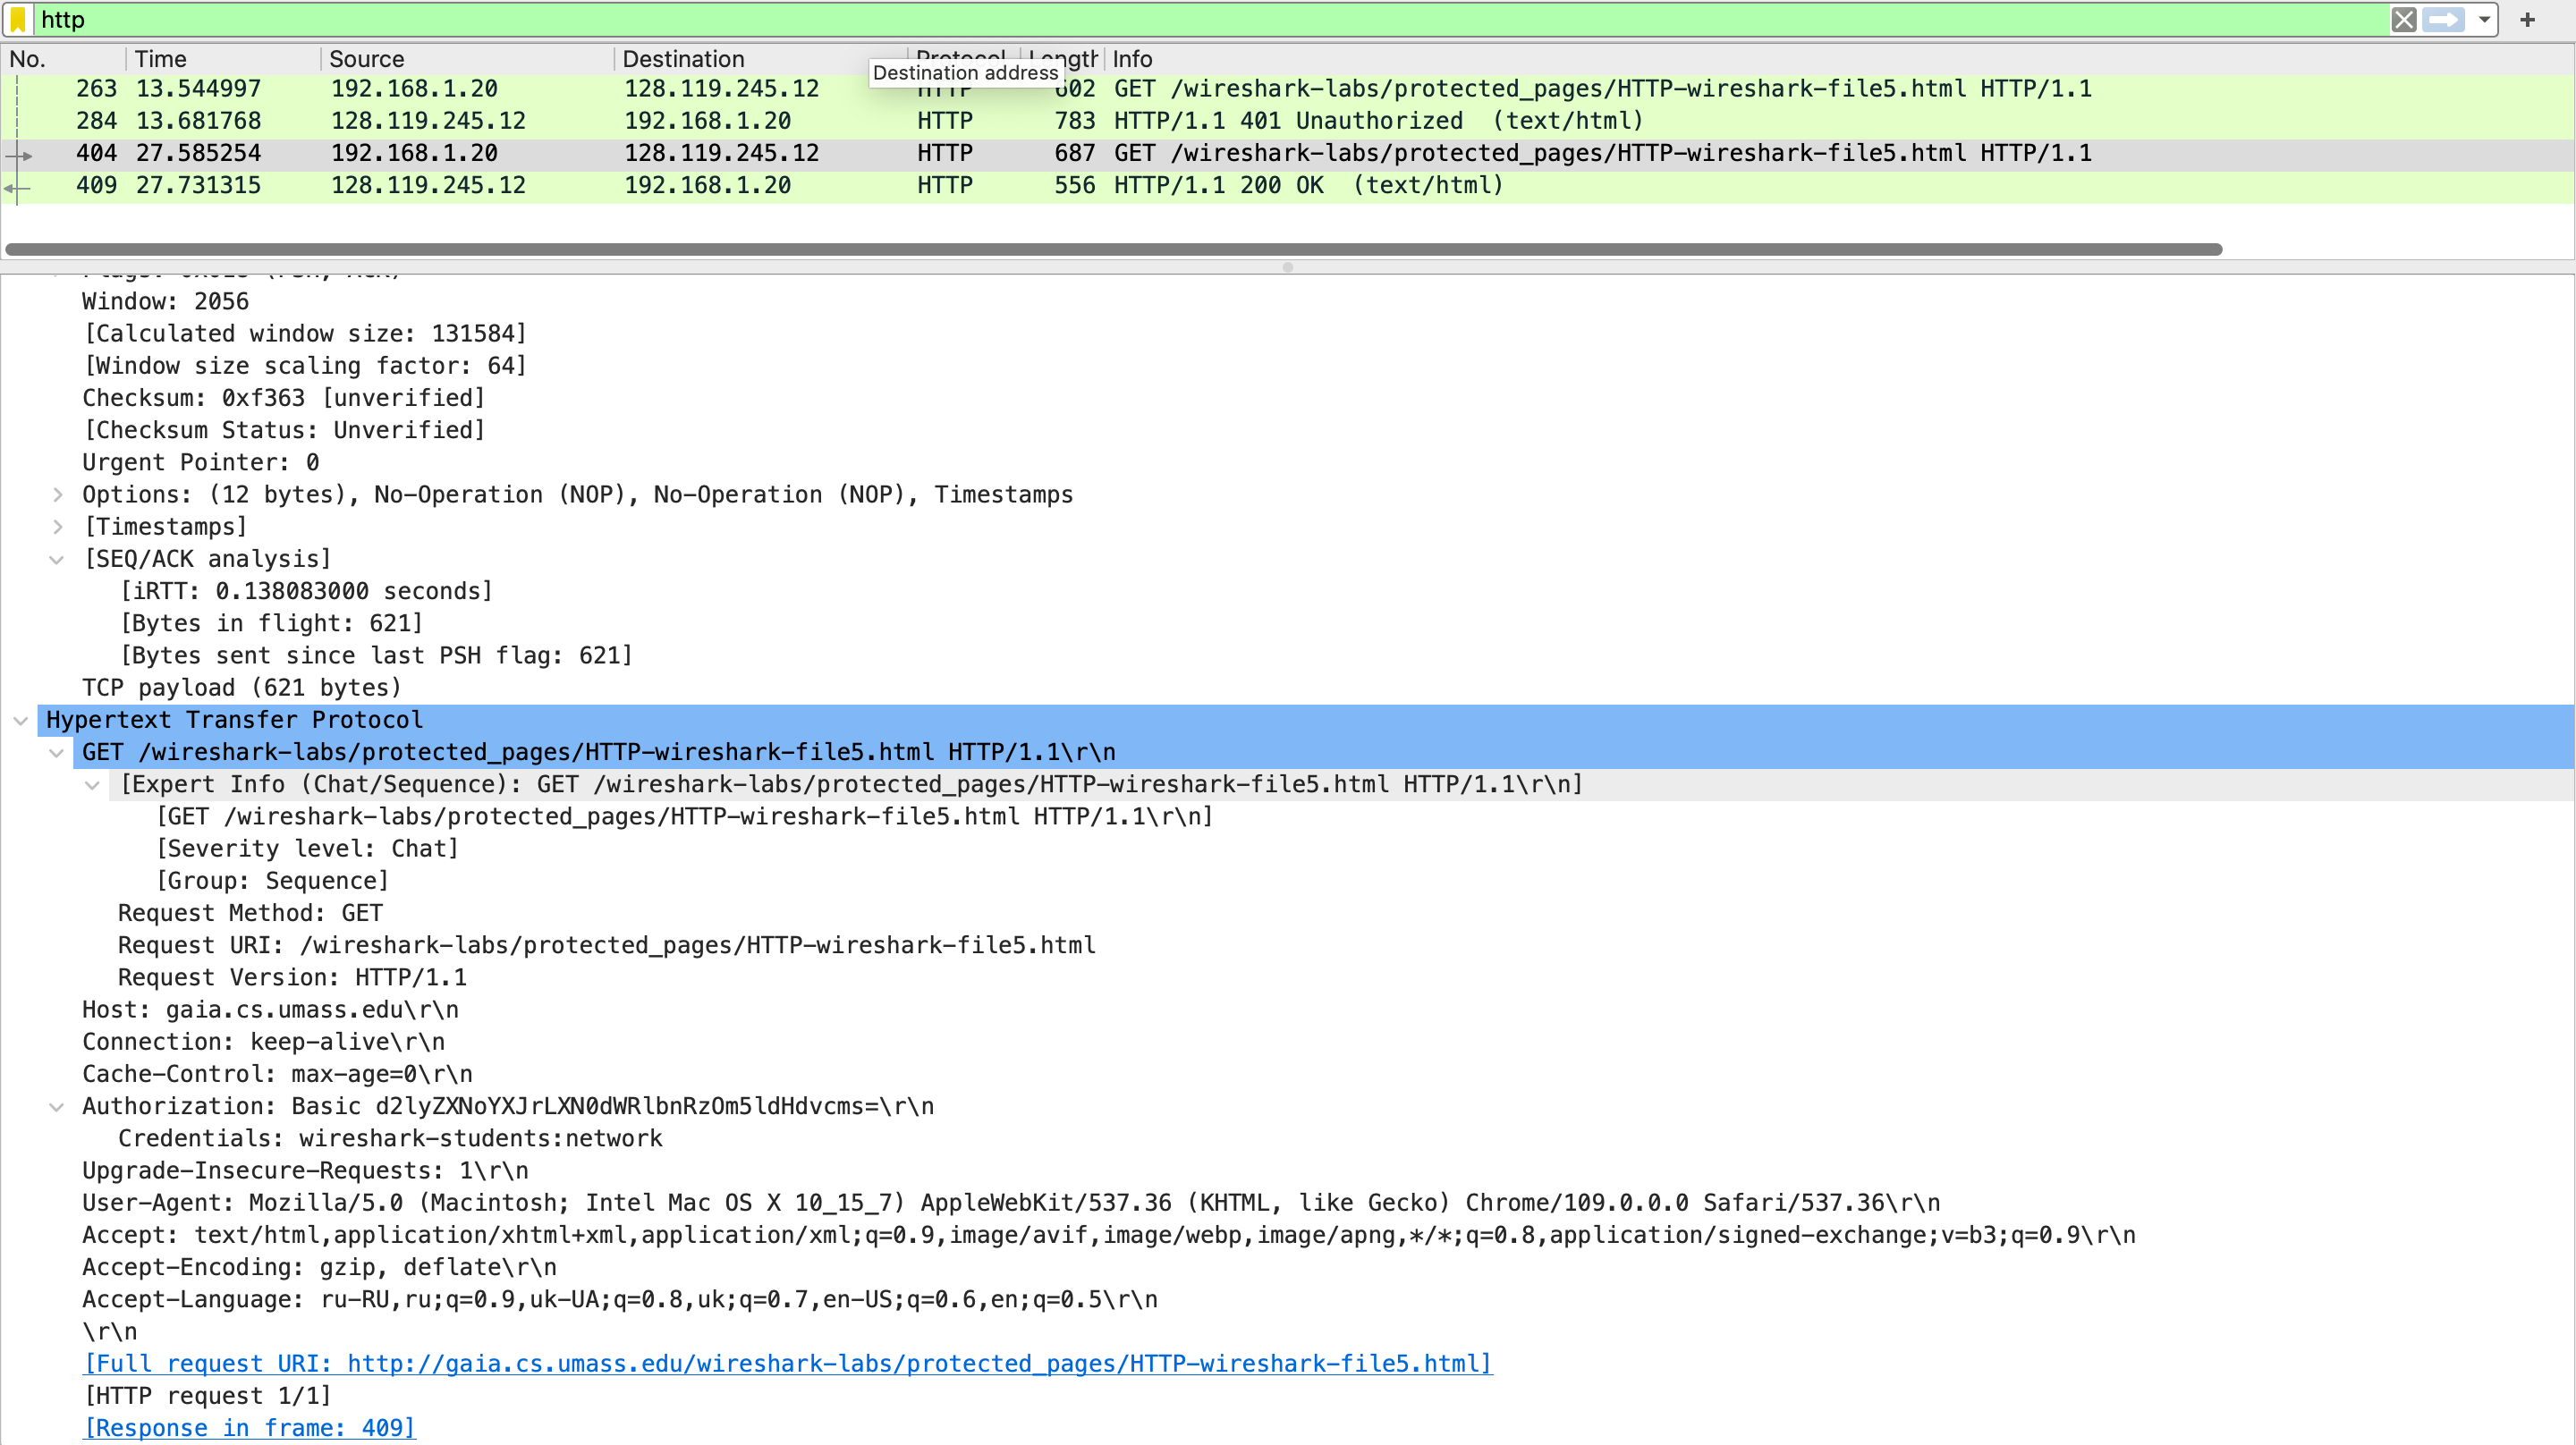 http
No. Time Source Destination Protocol Length Info
Destination address
263 13.544997 192.168.1.20 128.119.245.12 HTTP 602 GET /wireshark-labs/protected_pages/HTTP-wireshark-file5.html HTTP/1.1
284 13.681768 128.119.245.12 192.168.1.20 HTTP 783 HTTP/1.1 401 Unauthorized (text/html)
404 27.585254 192.168.1.20 128.119.245.12 HTTP 687 GET /wireshark-labs/protected_pages/HTTP-wireshark-file5.html HTTP/1.1
409 27.731315 128.119.245.12 192.168.1.20 HTTP 556 HTTP/1.1 200 OK (text/html)
Window: 2056
[Calculated window size: 131584]
[Window size scaling factor: 64]
Checksum: 0xf363 [unverified]
[Checksum Status: Unverified]
Urgent Pointer: 0
Options: (12 bytes), No-Operation (NOP), No-Operation (NOP), Timestamps
[Timestamps]
[SEQ/ACK analysis]
[iRTT: 0.138083000 seconds]
[Bytes in flight: 621]
[Bytes sent since last PSH flag: 621]
TCP payload (621 bytes)
Hypertext Transfer Protocol
GET /wireshark-labs/protected_pages/HTTP-wireshark-file5.html HTTP/1.1\r\n
[Expert Info (Chat/Sequence): GET /wireshark-labs/protected_pages/HTTP-wireshark-file5.html HTTP/1.1\r\n]
[GET /wireshark-labs/protected_pages/HTTP-wireshark-file5.html HTTP/1.1\r\n]
[Severity level: Chat]
[Group: Sequence]
Request Method: GET
Request URI: /wireshark-labs/protected_pages/HTTP-wireshark-file5.html
Request Version: HTTP/1.1
Host: gaia.cs.umass.edu\r\n
Connection: keep-alive\r\n
Cache-Control: max-age=0\r\n
Authorization: Basic d2lyZXNoYXJrLXN0dWRlbnRzOm5ldHdvcms=\r\n
Credentials: wireshark-students:network
Upgrade-Insecure-Requests: 1\r\n
User-Agent: Mozilla/5.0 (Macintosh; Intel Mac OS X 10_15_7) AppleWebKit/537.36 (KHTML, like Gecko) Chrome/109.0.0.0 Safari/537.36\r\n
Accept: text/html,application/xhtml+xml,application/xml;q=0.9,image/avif,image/webp,image/apng,*/*;q=0.8,application/signed-exchange;v=b3;q=0.9\r\n
Accept-Encoding: gzip, deflate\r\n
Accept-Language: ru-RU,ru;q=0.9,uk-UA;q=0.8,uk;q=0.7,en-US;q=0.6,en;q=0.5\r\n
\r\n
[Full request URI: http://gaia.cs.umass.edu/wireshark-labs/protected_pages/HTTP-wireshark-file5.html]
[HTTP request 1/1]
[Response in frame: 409]